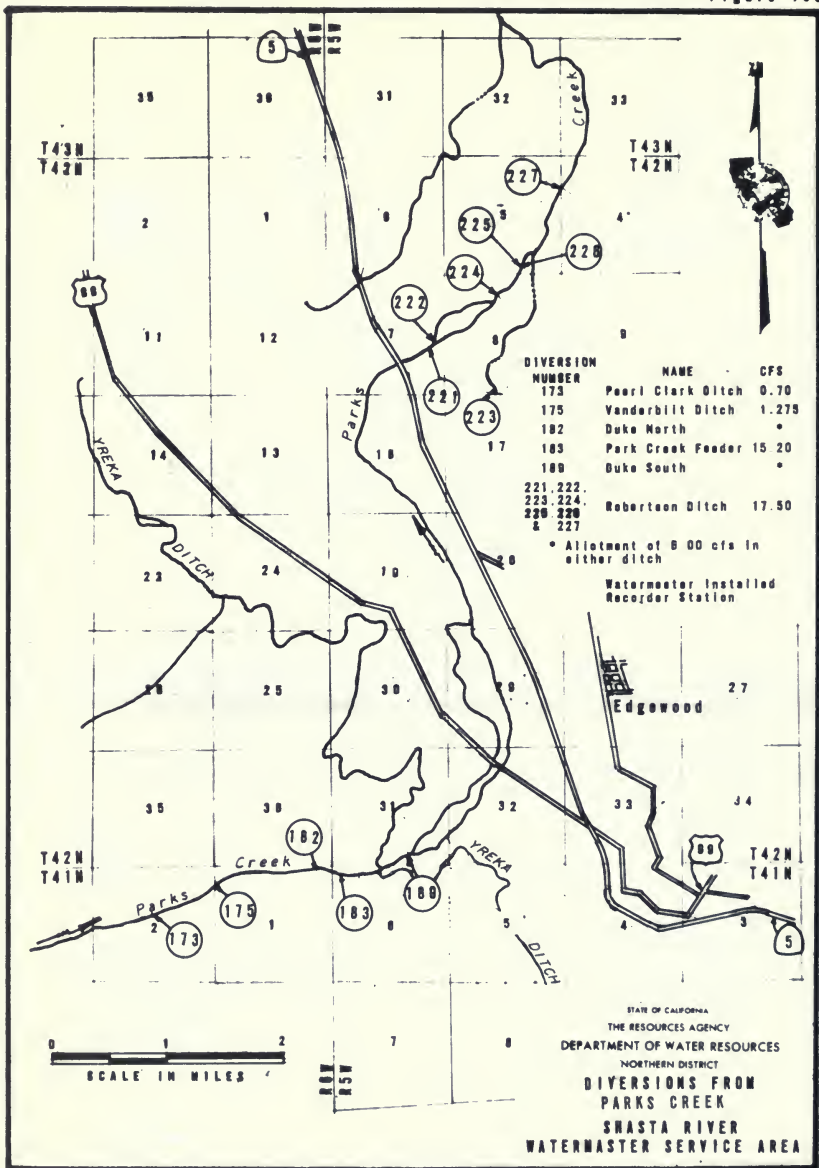 5
R6W
R5W
35
36
31
32
33
T43N
T42N
T43N
T42N
Creek
227
2
1
6
5
4
225
226
224
99
222
11
12
7
8
9
221
223
DIVERSION NUMBER NAME CFS
173 Pearl Clark Ditch 0.70
175 Vanderbilt Ditch 1.275
182 Duke North *
183 Park Creek Feeder 15.20
189 Duke South *
221, 222,
223, 224,
225, 226
& 227 Robertson Ditch 17.50
* Allotment of 6.00 cfs in
either ditch
Watermaster Installed
Recorder Station
Parks
YREKA
DITCH
14
13
18
17
23
24
19
20
26
25
30
29
27
Edgewood
35
36
31
32
33
34
T42N
T41N
99
T42N
T41N
182
Parks Creek
YREKA
DITCH
173
175
183
189
2
1
6
5
4
3
5
0 1 2
SCALE IN MILES
R6W
R5W
7
8
STATE OF CALIFORNIA
THE RESOURCES AGENCY
DEPARTMENT OF WATER RESOURCES
NORTHERN DISTRICT
DIVERSIONS FROM
PARKS CREEK
SHASTA RIVER
WATERMASTER SERVICE AREA